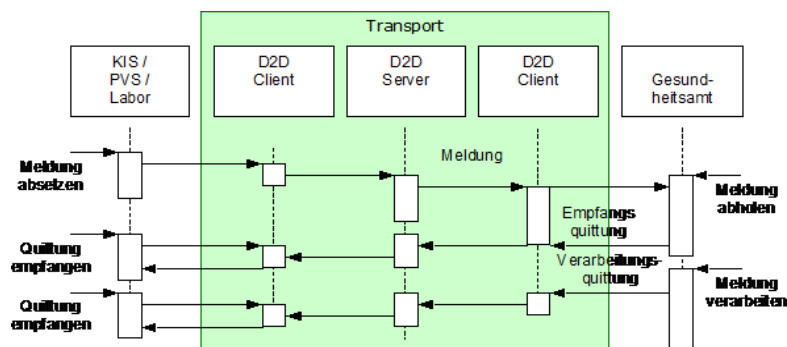 Transport
KIS /
PVS /
Labor
D2D
Client
D2D
Server
D2D
Client
Gesund-
heitsamt
Meldung
absetzen
Meldung
Meldung
abholen
Empfangs
quittung
Quittung
empfangen
Verarbeitungs-
quittung
Quittung
empfangen
Meldung
verarbeiten